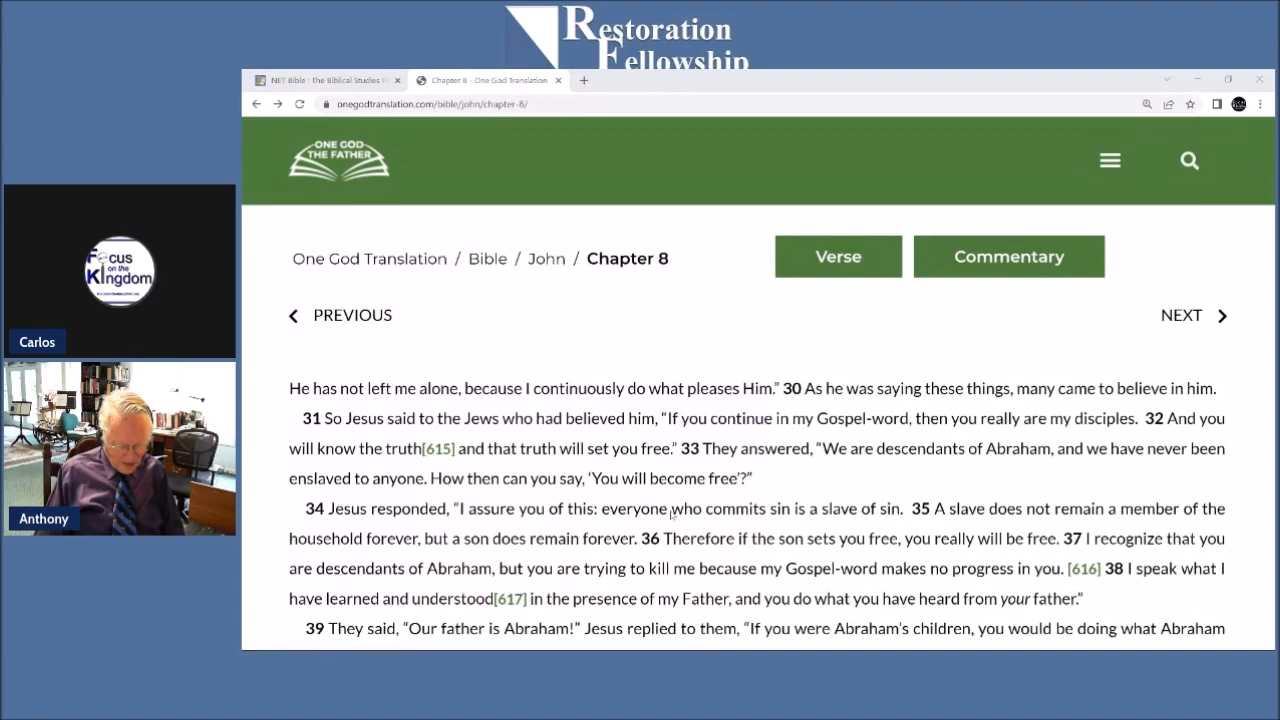 Restoration
Fellowship
NET Bible : The Biblical Studies F
Chapter 8 - One God Translation
onegodtranslation.com/bible/john/chapter-8/
ONE GOD
THE FATHER
One God Translation / Bible / John / Chapter 8
Verse
Commentary
PREVIOUS
NEXT
He has not left me alone, because I continuously do what pleases Him.” 30 As he was saying these things, many came to believe in him.
31 So Jesus said to the Jews who had believed him, “If you continue in my Gospel-word, then you really are my disciples. 32 And you
will know the truth[615] and that truth will set you free.” 33 They answered, “We are descendants of Abraham, and we have never been
enslaved to anyone. How then can you say, ‘You will become free’?”
34 Jesus responded, “I assure you of this: everyone who commits sin is a slave of sin. 35 A slave does not remain a member of the
household forever, but a son does remain forever. 36 Therefore if the son sets you free, you really will be free. 37 I recognize that you
are descendants of Abraham, but you are trying to kill me because my Gospel-word makes no progress in you. [616] 38 I speak what I
have learned and understood[617] in the presence of my Father, and you do what you have heard from your father.”
39 They said, “Our father is Abraham!” Jesus replied to them, “If you were Abraham’s children, you would be doing what Abraham
Focus
on the
Kingdom
Carlos
Anthony